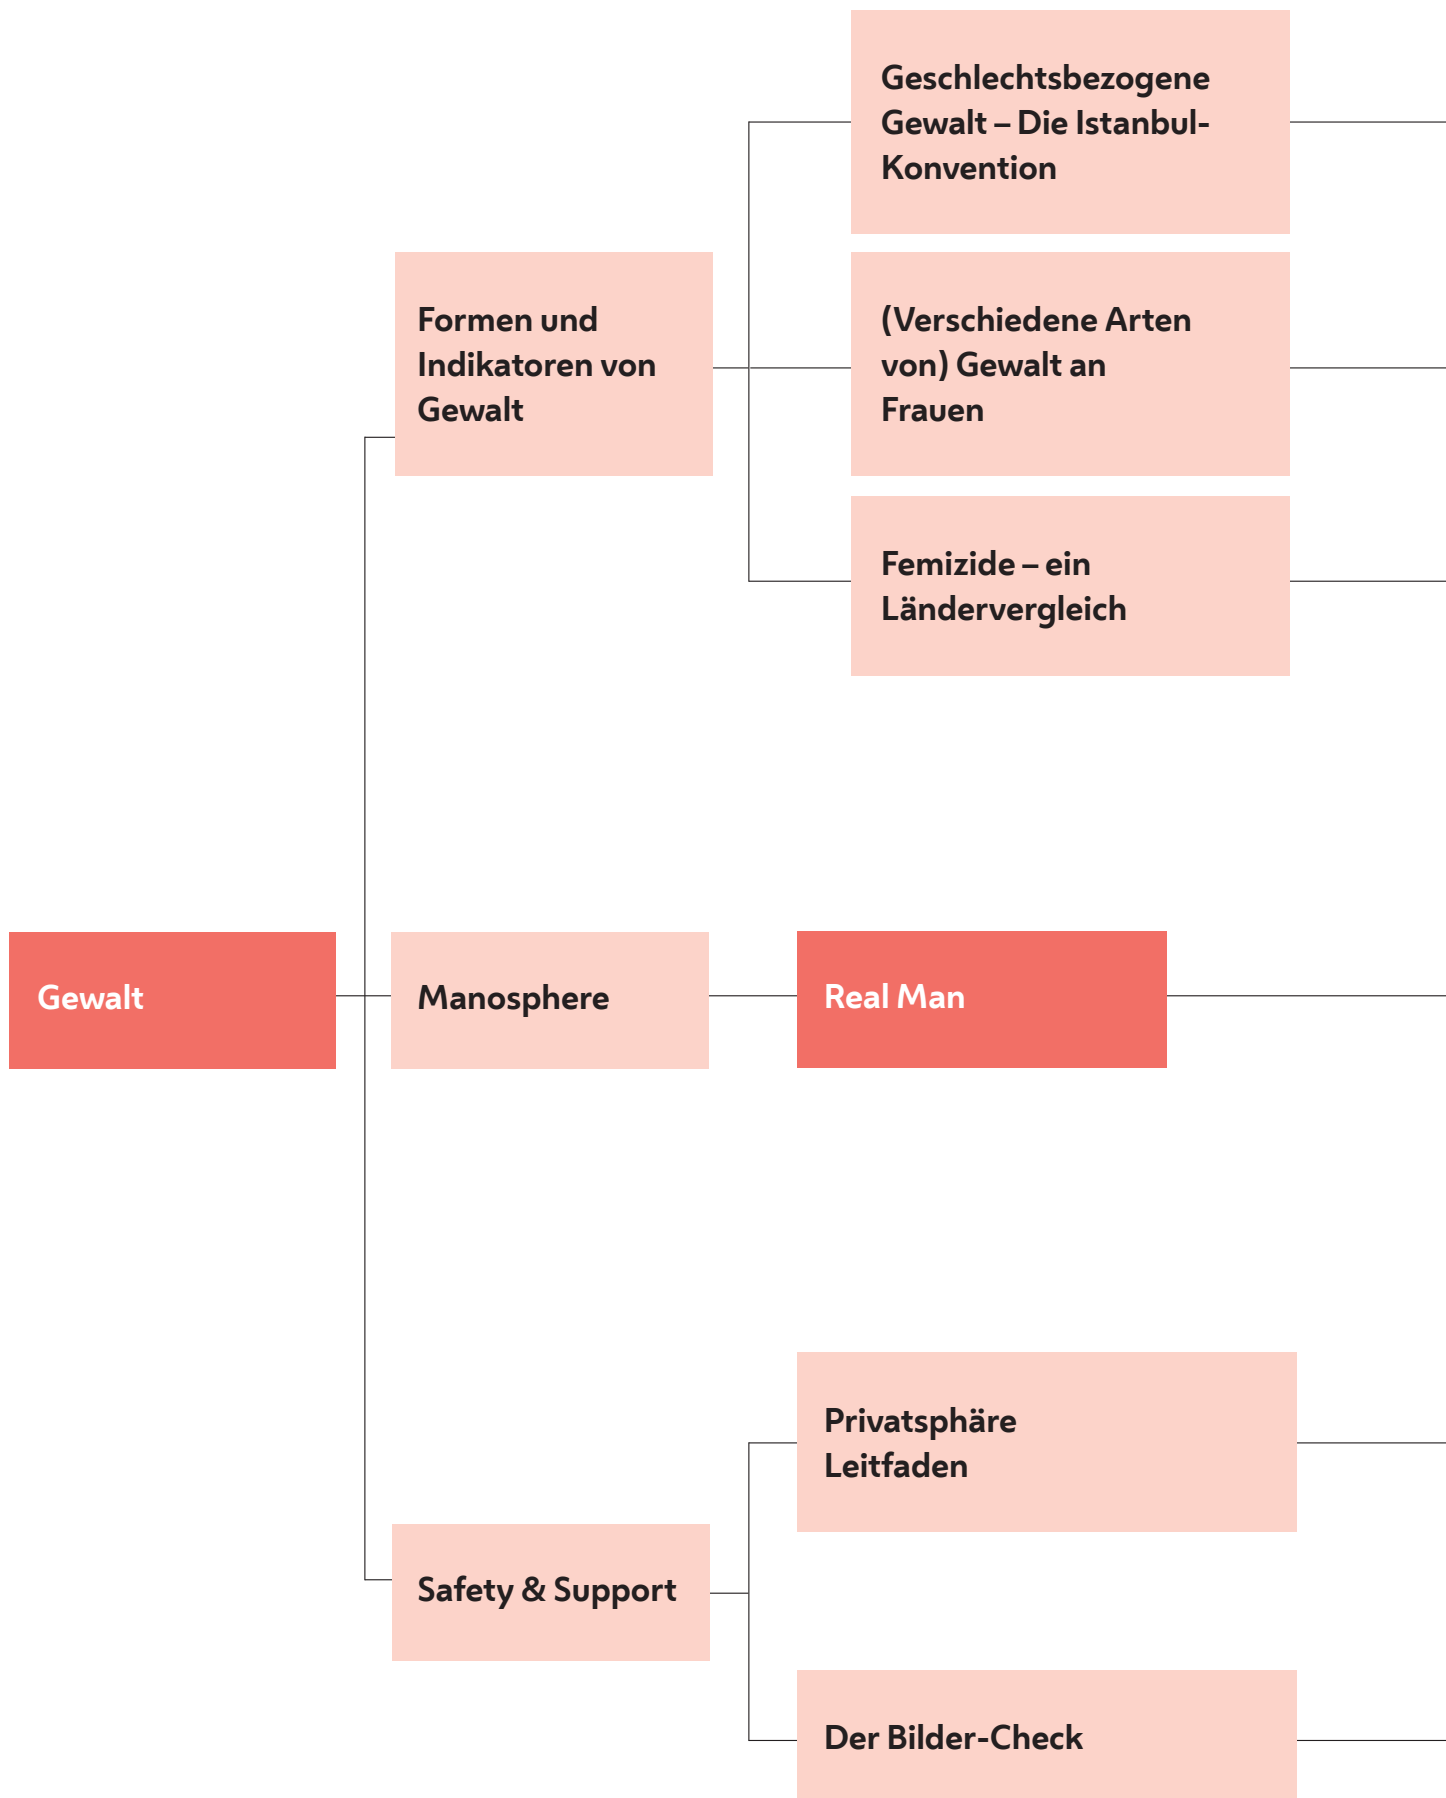 Geschlechtsbezogene
Gewalt – Die Istanbul-
Konvention
Formen und
Indikatoren von
Gewalt
(Verschiedene Arten
von) Gewalt an
Frauen
Femizide – ein
Ländervergleich
Gewalt
Manosphere
Real Man
Privatsphäre
Leitfaden
Safety & Support
Der Bilder-Check